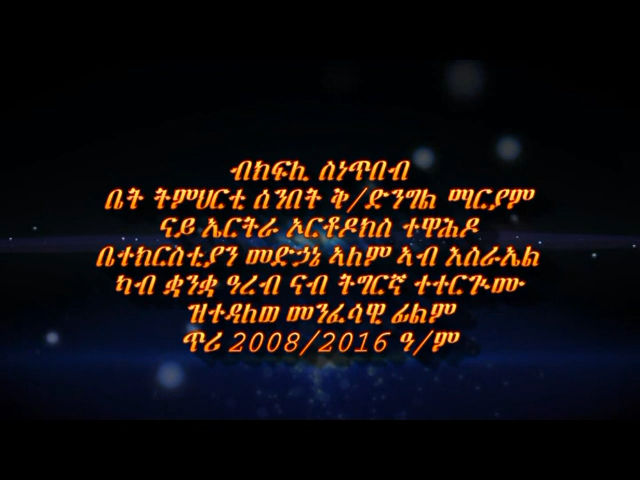 ብክፍሊ ስነጥበብ
ቤት ትምህርቲ ሰንበት ቅ/ድንግል ማርያም
ናይ ኤርትራ ኦርቶዶክስ ተዋሕዶ
ቤተክርስቲያን መድኃኔ ኣለም ኣብ እስራኤል
ካብ ቋንቋ ዓረብ ናብ ትግርኛ ተተርጒሙ
ዝተዳለወ መንፈሳዊ ፊልም
ጥሪ 2008/2016 ዓ/ም